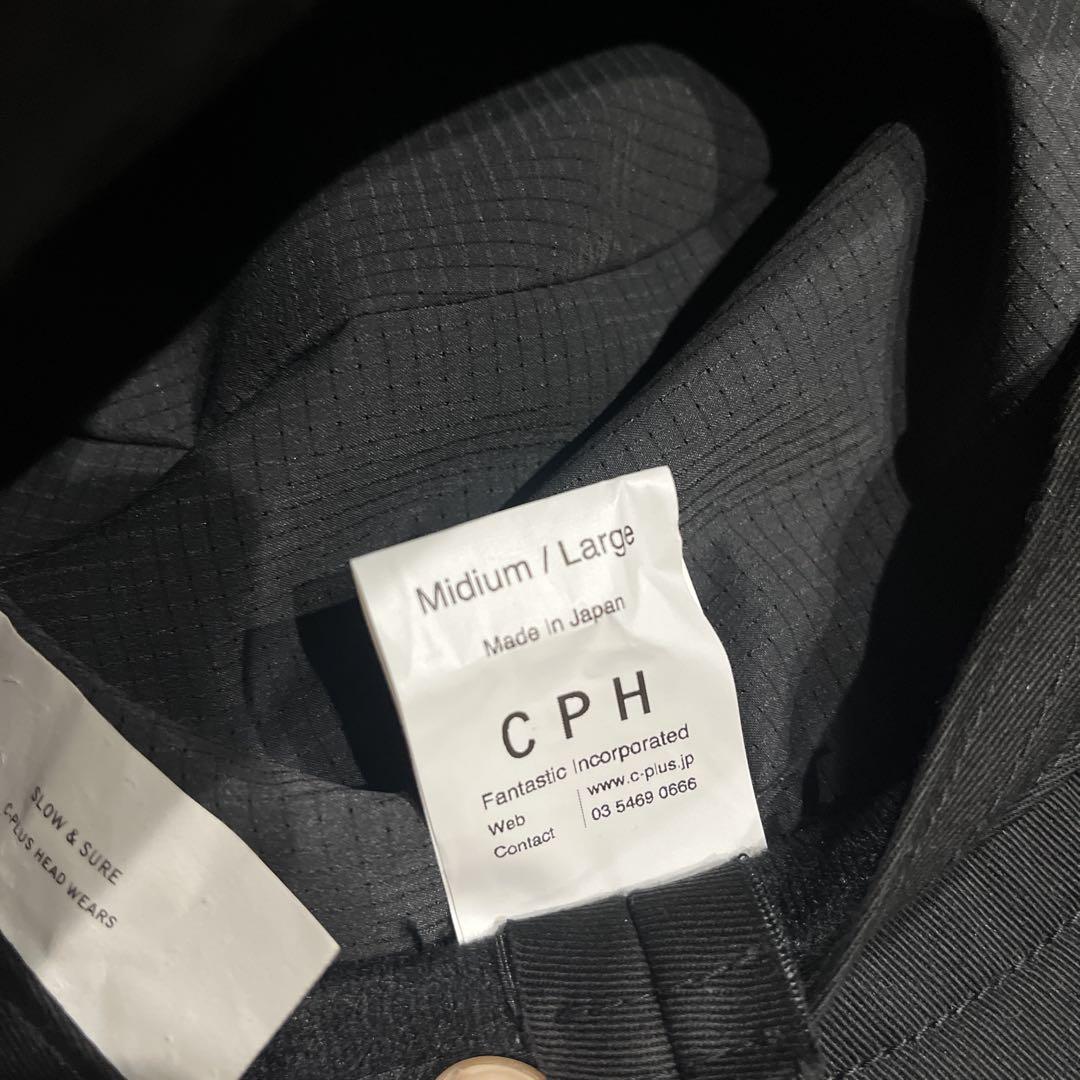 Midium / Large
Made In Japan
CPH
Fantastic Incorporated
Web www.c-plus.jp
Contact 03 5469 0666
SLOW & SURE
C-PLUS HEAD WEARS